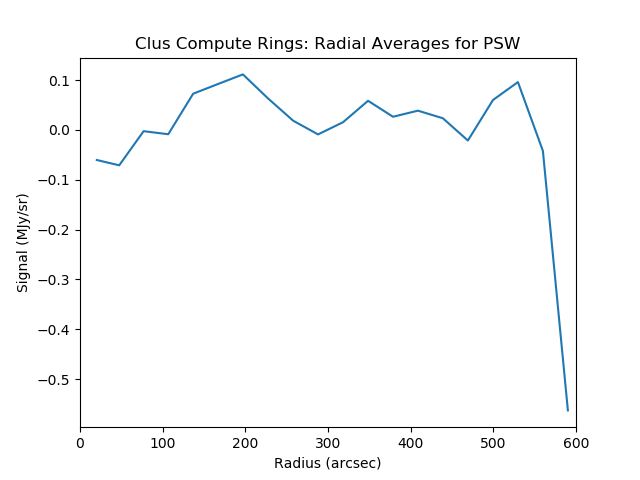 Clus Compute Rings: Radial Averages for PSW
0.1
0.0
−0.1
−0.2
−0.3
−0.4
−0.5
Signal (MJy/sr)
0 100 200 300 400 500 600
Radius (arcsec)